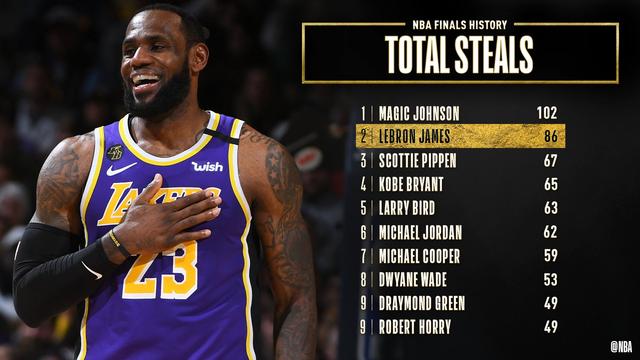 NBA FINALS HISTORY
TOTAL STEALS
1 MAGIC JOHNSON 102
2 LEBRON JAMES 86
3 SCOTTIE PIPPEN 67
4 KOBE BRYANT 65
5 LARRY BIRD 63
6 MICHAEL JORDAN 62
7 MICHAEL COOPER 59
8 DWYANE WADE 53
9 DRAYMOND GREEN 49
9 ROBERT HORRY 49
wish
LAKERS
23
@NBA